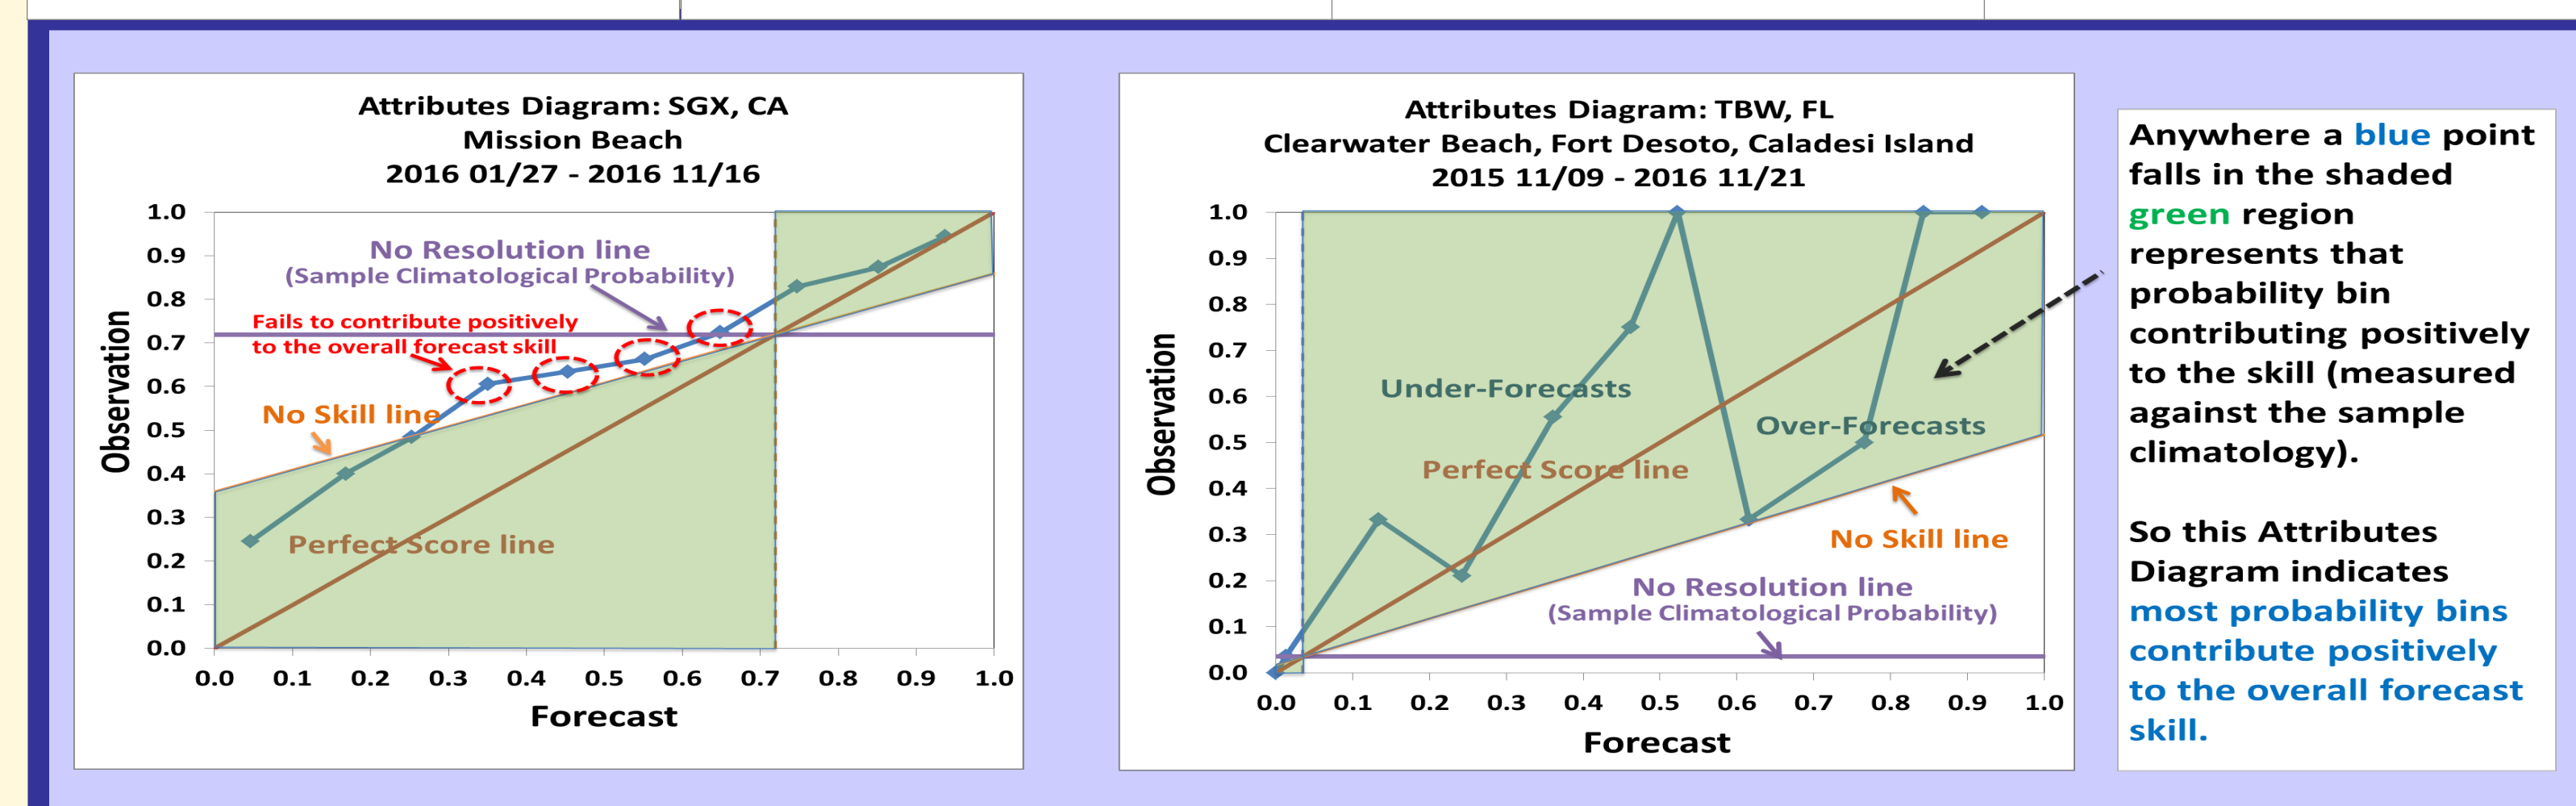 Attributes Diagram: SGX, CA
Mission Beach
2016 01/27 - 2016 11/16
1.0
0.9
0.8
0.7
0.6
0.5
0.4
0.3
0.2
0.1
0.0
Observation
No Resolution line
(Sample Climatological Probability)
Fails to contribute positively
to the overall forecast skill
No Skill line
Perfect Score line
0.0 0.1 0.2 0.3 0.4 0.5 0.6 0.7 0.8 0.9 1.0
Forecast
Attributes Diagram: TBW, FL
Clearwater Beach, Fort Desoto, Caladesi Island
2015 11/09 - 2016 11/21
1.0
0.9
0.8
0.7
0.6
0.5
0.4
0.3
0.2
0.1
0.0
Observation
Under-Forecasts
Over-Forecasts
Perfect Score line
No Skill line
No Resolution line
(Sample Climatological Probability)
0.0 0.1 0.2 0.3 0.4 0.5 0.6 0.7 0.8 0.9 1.0
Forecast
Anywhere a blue point
falls in the shaded
green region
represents that
probability bin
contributing positively
to the skill (measured
against the sample
climatology).
So this Attributes
Diagram indicates
most probability bins
contribute positively
to the overall forecast
skill.